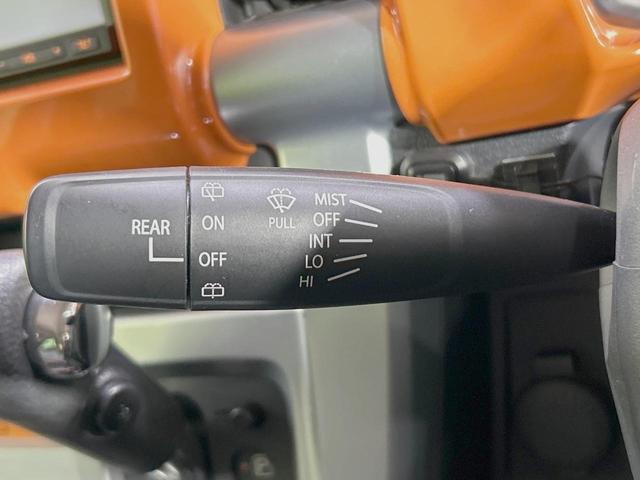 REAR
ON
OFF
PULL
MIST
OFF
INT
LO
HI